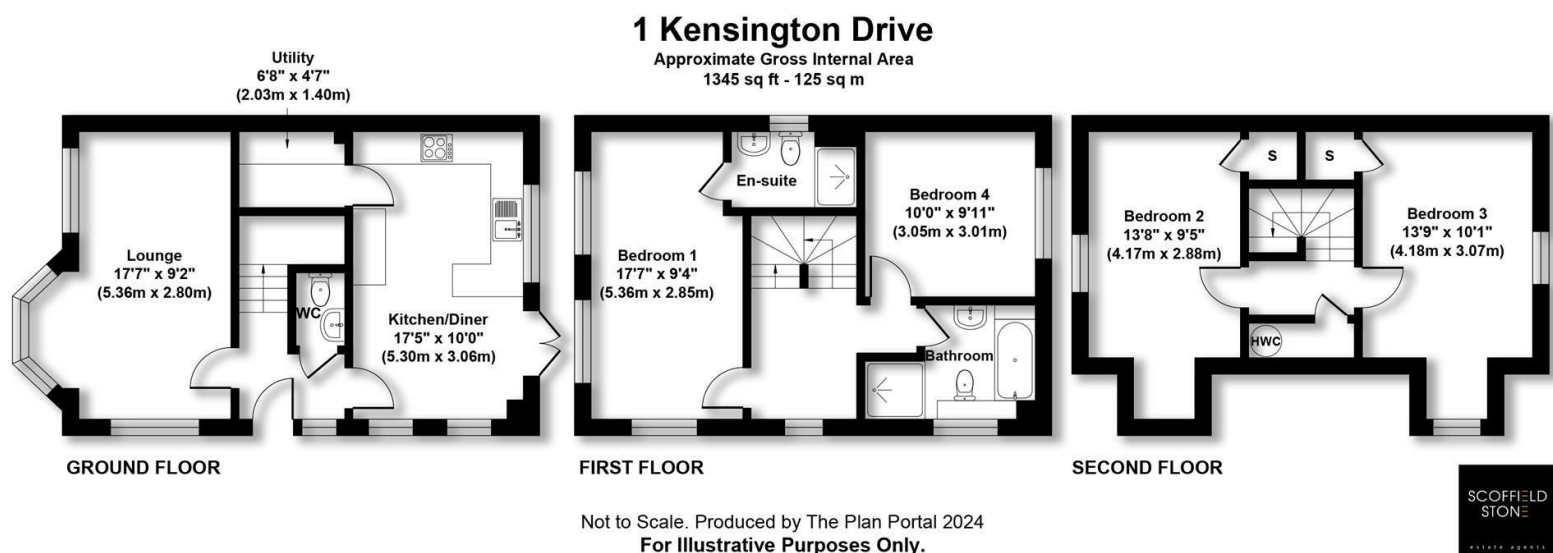 1 Kensington Drive
Approximate Gross Internal Area
1345 sq ft - 125 sq m
Utility
6'8" x 4'7"
(2.03m x 1.40m)
Lounge
17'7" x 9'2"
(5.36m x 2.80m)
WC
Kitchen/Diner
17'5" x 10'0"
(5.30m x 3.06m)
GROUND FLOOR
En-suite
Bedroom 1
17'7" x 9'4"
(5.36m x 2.85m)
Bedroom 4
10'0" x 9'11"
(3.05m x 3.01m)
Bathroom
FIRST FLOOR
S
S
Bedroom 2
13'8" x 9'5"
(4.17m x 2.88m)
Bedroom 3
13'9" x 10'1"
(4.18m x 3.07m)
HWC
SECOND FLOOR
Not to Scale. Produced by The Plan Portal 2024
For Illustrative Purposes Only.
SCOFFIELD
STONE
estate agents